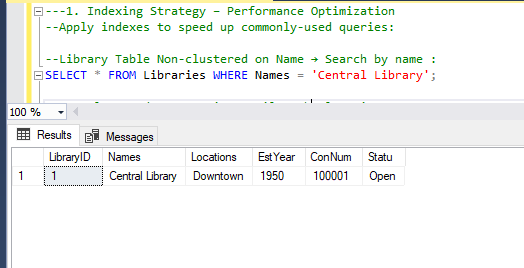 ---1. Indexing Strategy – Performance Optimization
--Apply indexes to speed up commonly-used queries:
--Library Table Non-clustered on Name → Search by name :
SELECT * FROM Libraries WHERE Names = 'Central Library';
100 %
Results Messages
LibraryID Names Locations EstYear ConNum Statu
1 1 Central Library Downtown 1950 100001 Open